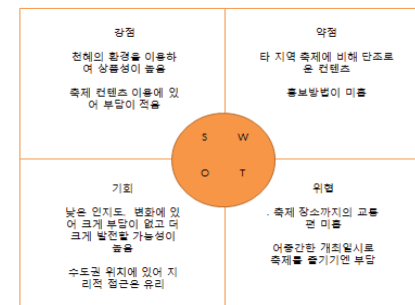 강점
천혜의 환경을 이용하
여 상품성이 높음
축제 컨텐츠 이용에 있
어 부담이 적음
약점
타 지역 축제에 비해 단조로
운 컨텐츠
홍보방법이 미흡
S W
O T
기회
낮은 인지도, 변화에 있
어 크게 부담이 없고 더
크게 발전할 가능성이
높음
수도권 위치에 있어 지
리적 접근은 유리
위협
. 축제 장소까지의 교통
편 미흡
어중간한 개최일시로
축제를 즐기기엔 부담